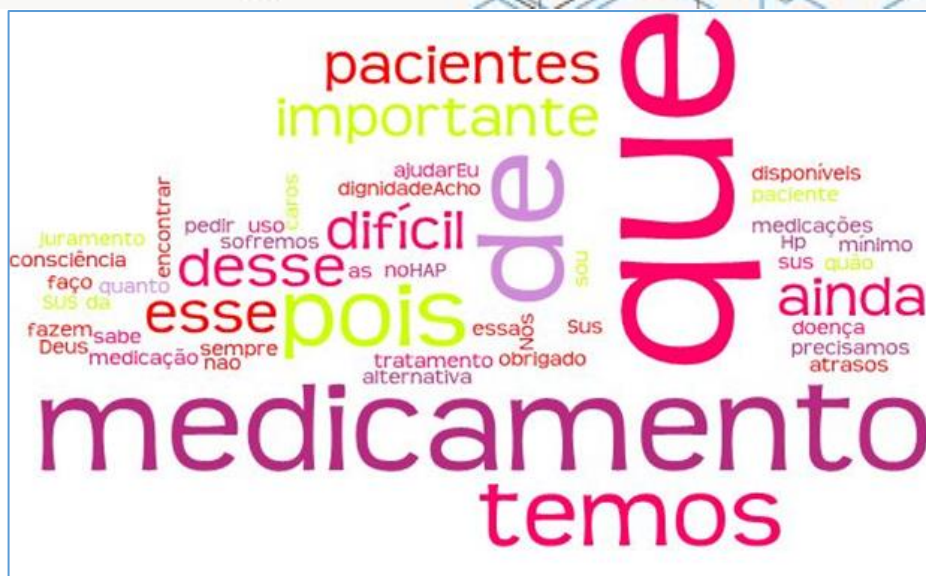 pacientes
importante
que
de
ajudarEu
dignidadeAcho
caros
encontrar
pedir uso
sofremos
difícil
juramento
consciência
desse
as noHAP
sou
faço quanto
SUS da
esse
pois
essa
Nós
Sus
fazem sabe
Deus
medicação
sempre
não
tratamento obrigado
alternativa
disponíveis
paciente
medicações
Hp mínimo
sus quão
ainda
doença
precisamos
atrasos
medicamento
temos